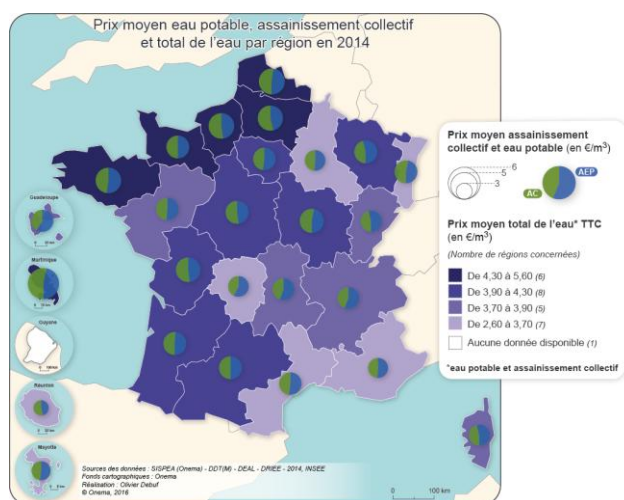 Prix moyen eau potable, assainissement collectif
et total de l'eau par région en 2014
Guadeloupe
Martinique
Guyane
Réunion
Mayotte
Prix moyen assainissement
collectif et eau potable (en €/m³)
6
5
3
AC
AEP
Prix moyen total de l'eau* TTC
(en €/m³)
(Nombre de régions concernées)
De 4,30 à 5,60 (6)
De 3,90 à 4,30 (8)
De 3,70 à 3,90 (5)
De 2,60 à 3,70 (7)
Aucune donnée disponible (1)
*eau potable et assainissement collectif
Sources des données : SISPEA (Onema) - DDT(M) - DEAL - DRIEE - 2014, INSEE
Fonds cartographiques : Onema
Réalisation : Olivier Debuf
© Onema, 2016
0 100 km